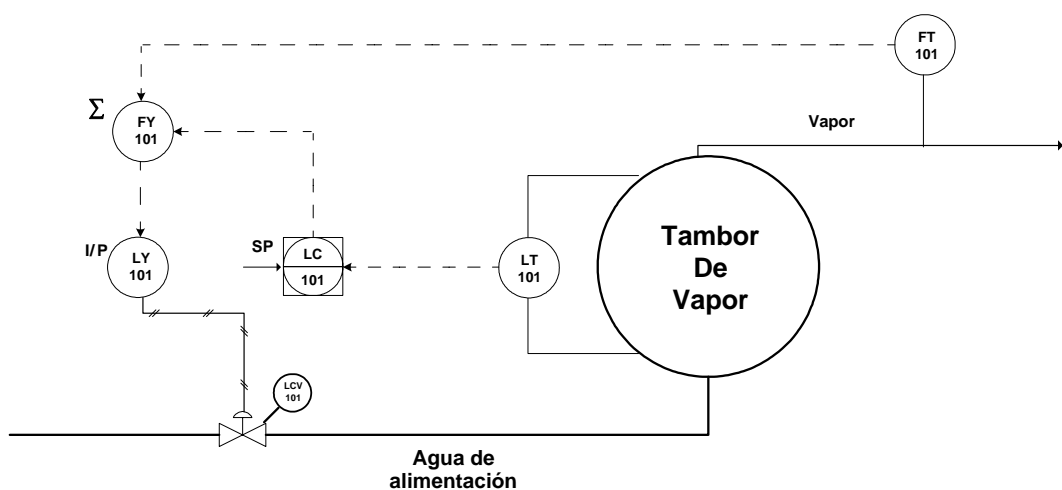 FT
101
Vapor
Σ
FY
101
I/P
LY
101
SP
LC
101
LT
101
Tambor
De
Vapor
LCV
101
Agua de
alimentación